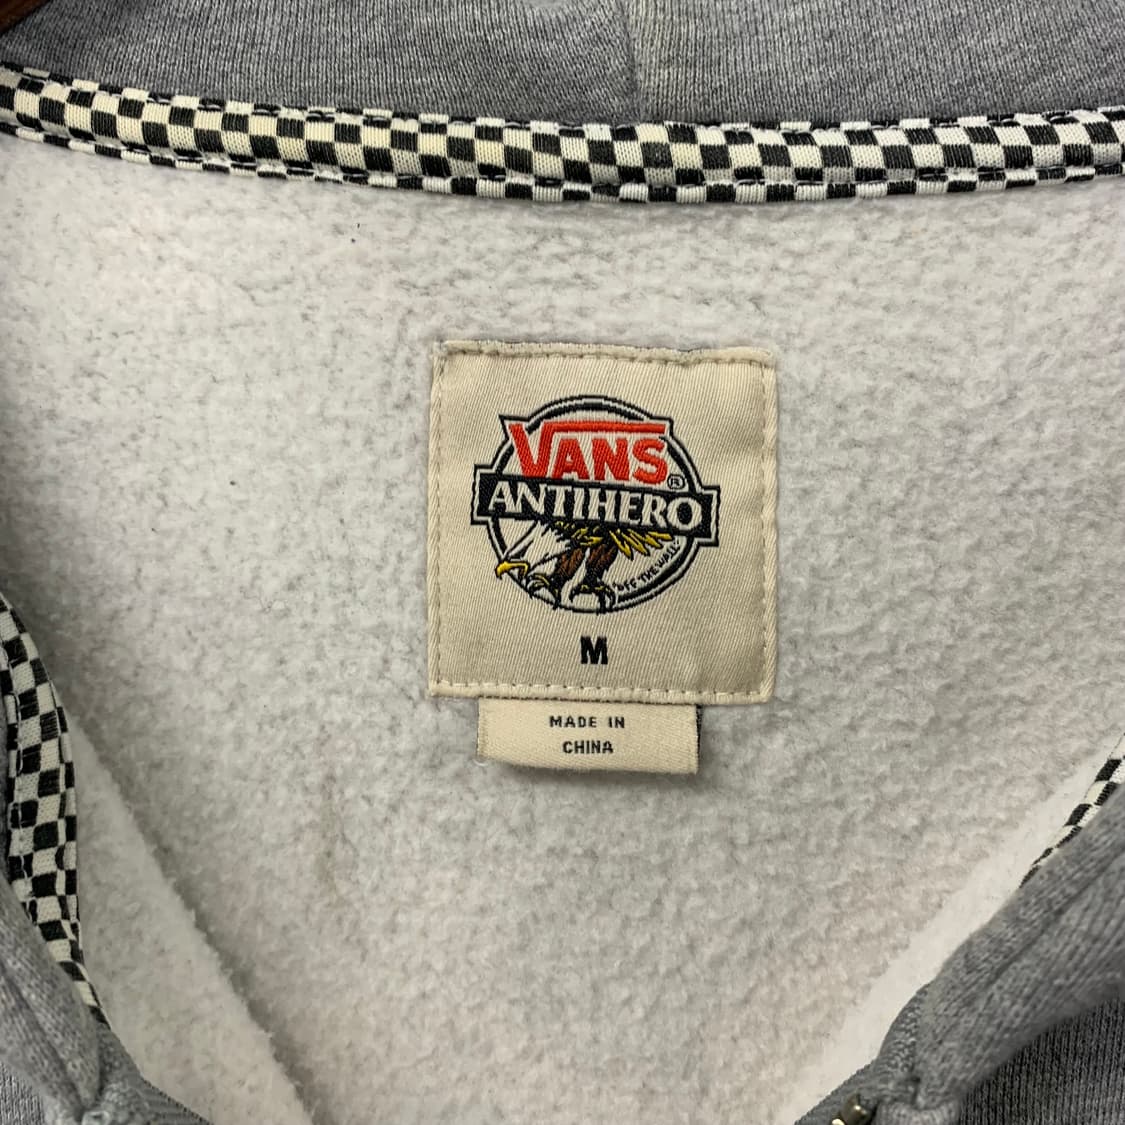 VANS
®
ANTIHERO
"OFF THE WALL"
M
MADE IN
CHINA